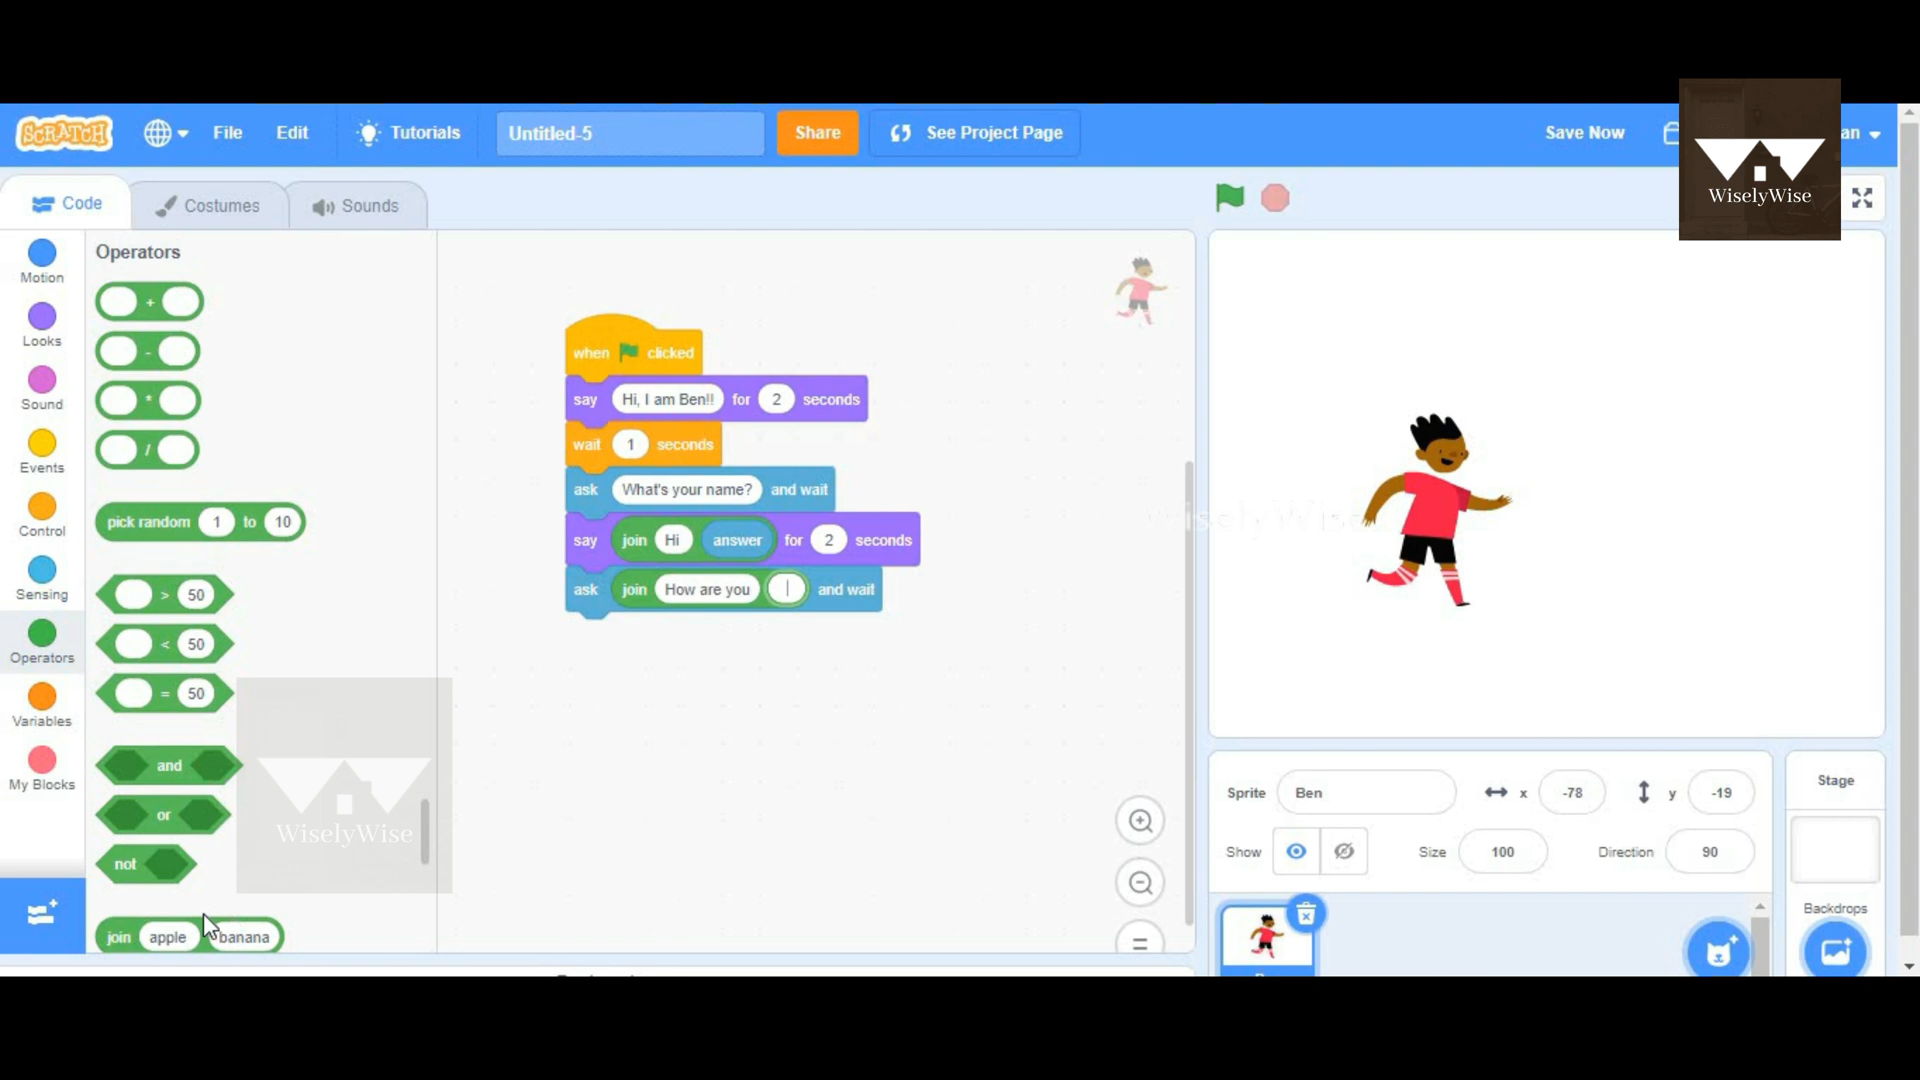 SCRATCH File Edit Tutorials Untitled-5 Share See Project Page Save Now an
WiselyWise
Code Costumes Sounds
Motion
Looks
Sound
Events
Control
Sensing
Operators
Variables
My Blocks
Operators
+
-
*
/
pick random 1 to 10
> 50
< 50
= 50
and
or
not
join apple banana
WiselyWise
when clicked
say Hi, I am Ben!! for 2 seconds
wait 1 seconds
ask What's your name? and wait
say join Hi answer for 2 seconds
ask join How are you and wait
WiselyWise
Sprite Ben x -78 y -19
Show Size 100 Direction 90
Stage
Backdrops